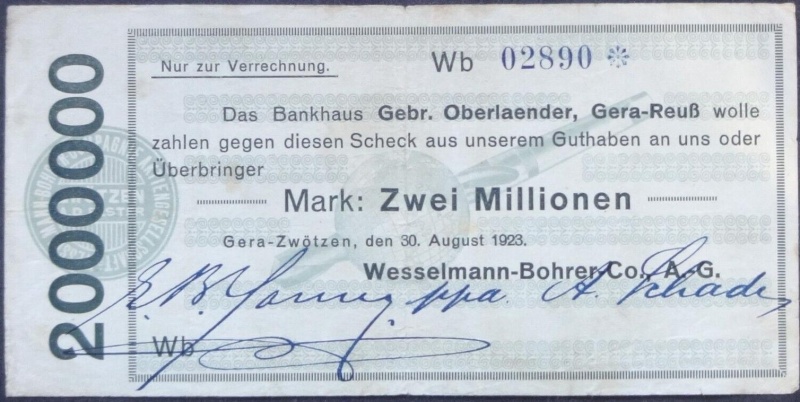 2000000
Nur zur Verrechnung.
Wb 02890 *
Das Bankhaus Gebr. Oberlaender, Gera-Reuß wolle
zahlen gegen diesen Scheck aus unserem Guthaben an uns oder
Überbringer
Mark: Zwei Millionen
Gera-Zwötzen, den 30. August 1923.
Wesselmann-Bohrer Co., A.-G.
ppa. A. Schade
Wb